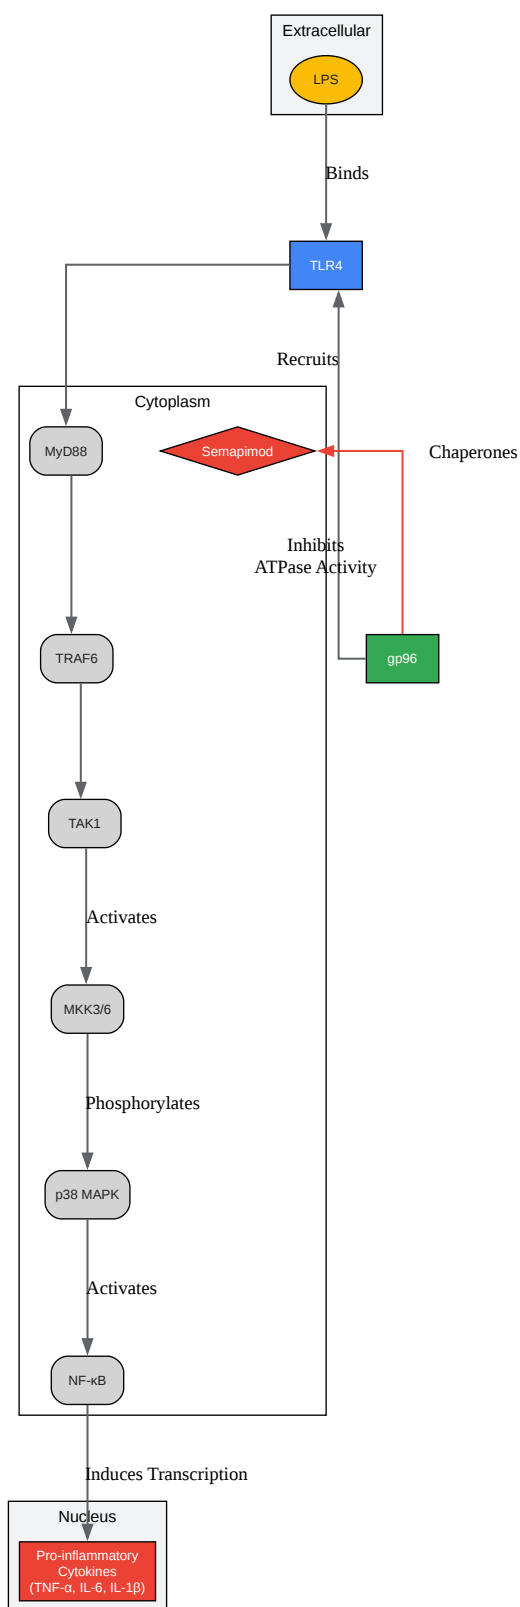 Extracellular
LPS
Binds
TLR4
Recruits
Cytoplasm
MyD88
Semapimod
Chaperones
Inhibits
ATPase Activity
TRAF6
gp96
TAK1
Activates
MKK3/6
Phosphorylates
p38 MAPK
Activates
NF-κB
Induces Transcription
Nucleus
Pro-inflammatory
Cytokines
(TNF-α, IL-6, IL-1β)